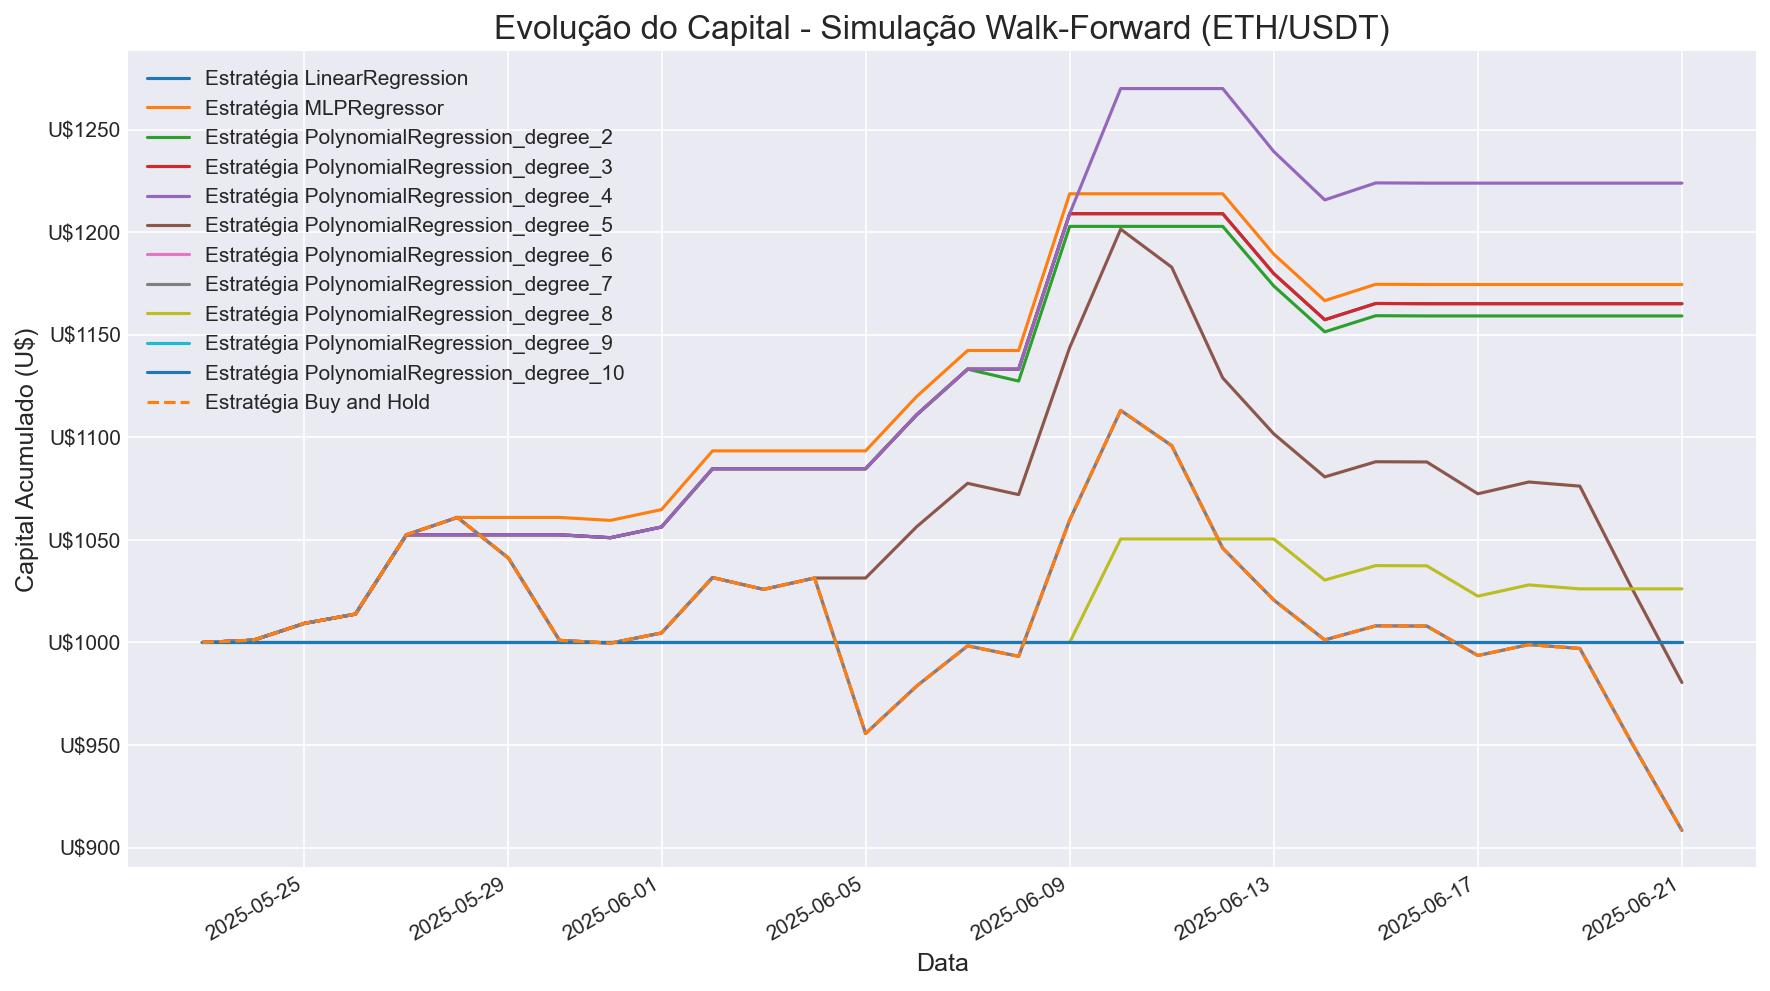 Evolução do Capital - Simulação Walk-Forward (ETH/USDT)
Estratégia LinearRegression
Estratégia MLPRegressor
Estratégia PolynomialRegression_degree_2
Estratégia PolynomialRegression_degree_3
Estratégia PolynomialRegression_degree_4
Estratégia PolynomialRegression_degree_5
Estratégia PolynomialRegression_degree_6
Estratégia PolynomialRegression_degree_7
Estratégia PolynomialRegression_degree_8
Estratégia PolynomialRegression_degree_9
Estratégia PolynomialRegression_degree_10
Estratégia Buy and Hold
Capital Acumulado (U$)
U$1250
U$1200
U$1150
U$1100
U$1050
U$1000
U$950
U$900
2025-05-25
2025-05-29
2025-06-01
2025-06-05
2025-06-09
2025-06-13
2025-06-17
2025-06-21
Data